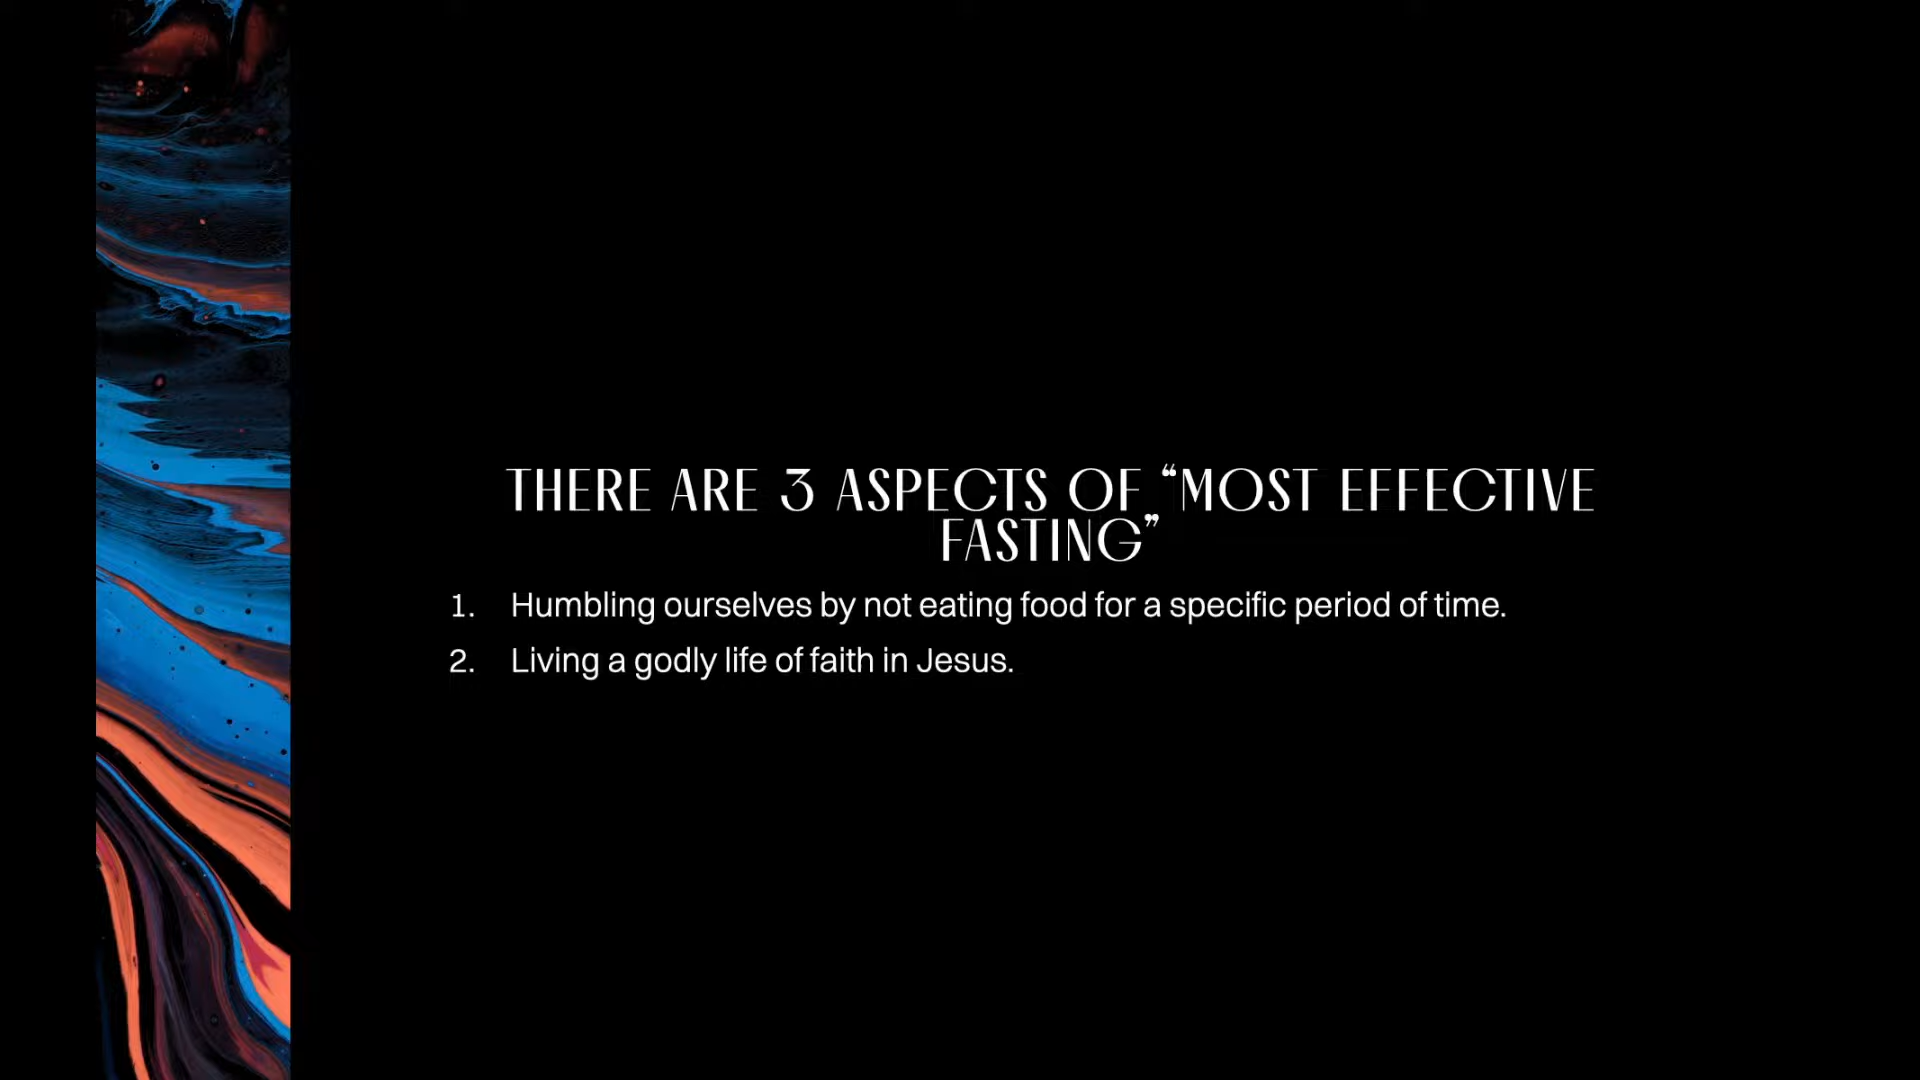 THERE ARE 3 ASPECTS OF “MOST EFFECTIVE
FASTING”
1. Humbling ourselves by not eating food for a specific period of time.
2. Living a godly life of faith in Jesus.